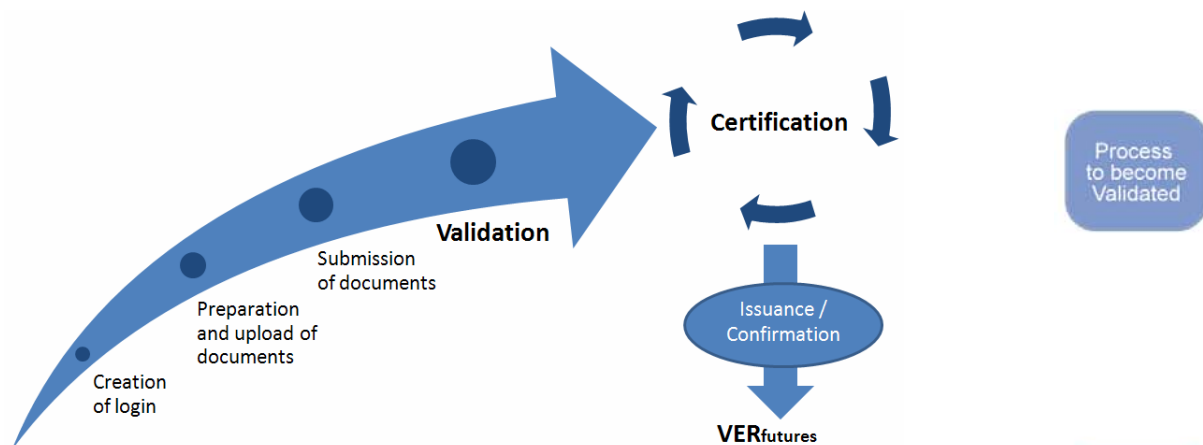 Creation
of login
Preparation
and upload of
documents
Submission
of documents
Validation
Certification
Issuance /
Confirmation
VERfutures
Process
to become
Validated